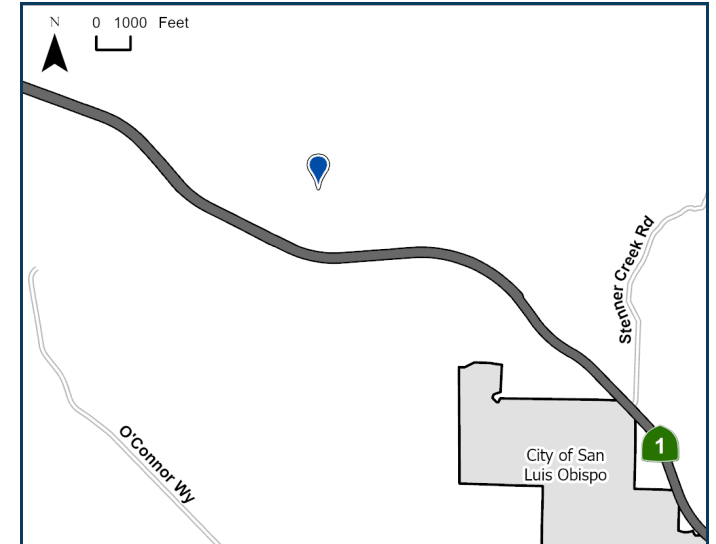 N
0 1000 Feet
Stenner Creek Rd
O'Connor Wy
City of San
Luis Obispo
1